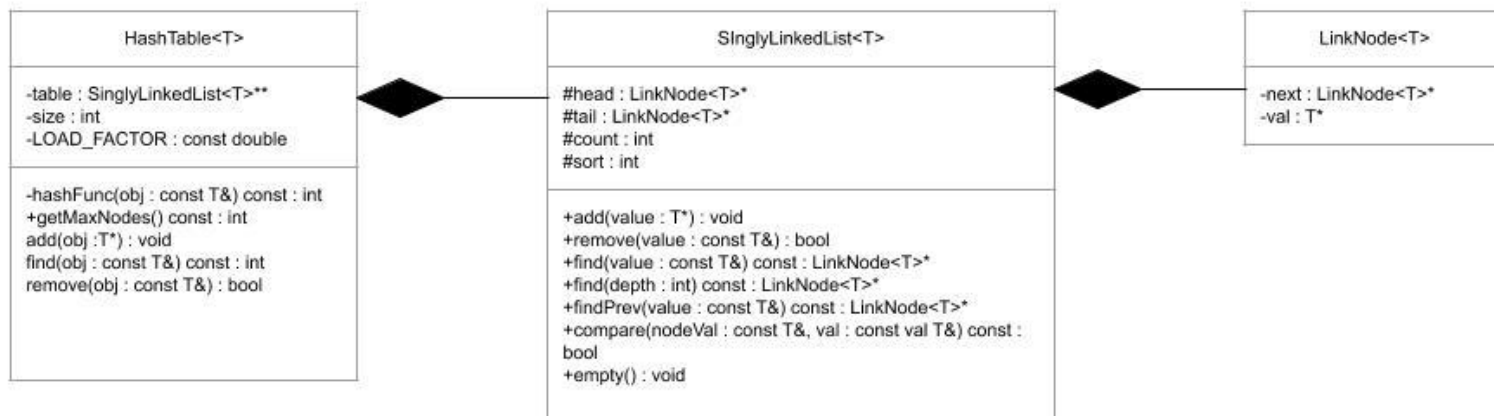 HashTable<T>
-table : SinglyLinkedList<T>**
-size : int
-LOAD_FACTOR : const double
-hashFunc(obj : const T&) const : int
+getMaxNodes() const : int
add(obj :T*) : void
find(obj : const T&) const : int
remove(obj : const T&) : bool
SInglyLinkedList<T>
#head : LinkNode<T>*
#tail : LinkNode<T>*
#count : int
#sort : int
+add(value : T*) : void
+remove(value : const T&) : bool
+find(value : const T&) const : LinkNode<T>*
+find(depth : int) const : LinkNode<T>*
+findPrev(value : const T&) const : LinkNode<T>*
+compare(nodeVal : const T&, val : const val T&) const :
bool
+empty() : void
LinkNode<T>
-next : LinkNode<T>*
-val : T*